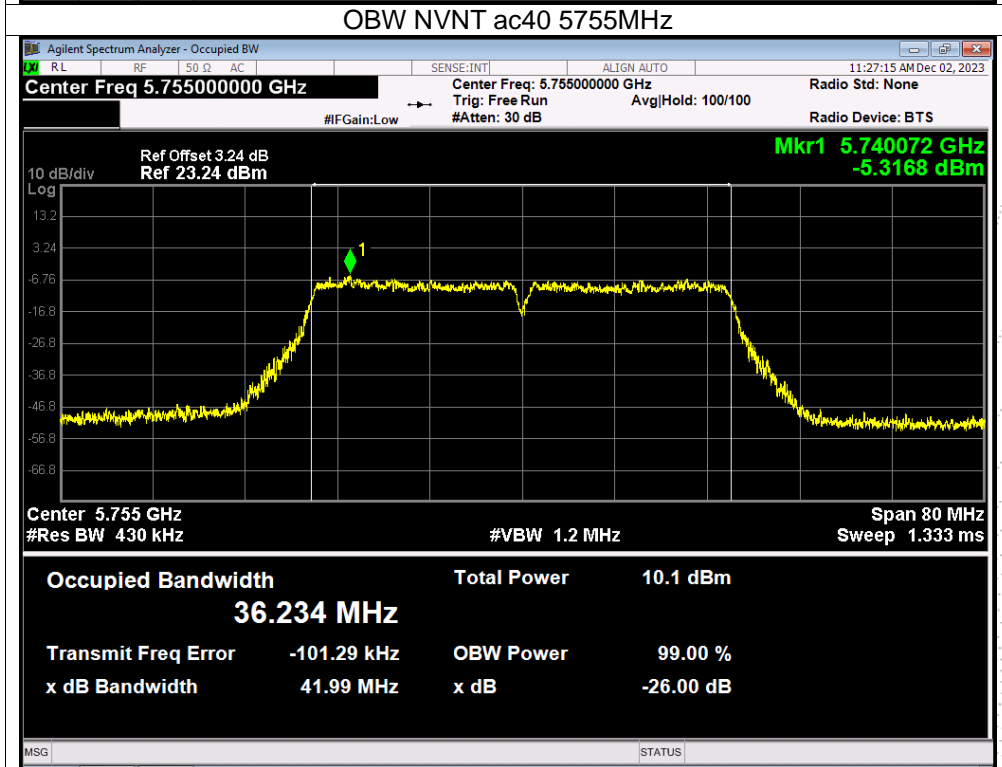 OBW NVNT ac40 5755MHz
Agilent Spectrum Analyzer - Occupied BW
LXI RL RF 50 Ω AC SENSE:INT ALIGN AUTO 11:27:15 AM Dec 02, 2023
Center Freq 5.755000000 GHz Center Freq: 5.755000000 GHz Radio Std: None
Trig: Free Run Avg|Hold: 100/100
#IFGain:Low #Atten: 30 dB Radio Device: BTS
Mkr1 5.740072 GHz
-5.3168 dBm
Ref Offset 3.24 dB
10 dB/div Ref 23.24 dBm
Log
13.2
3.24
1
-6.76
-16.8
-26.8
-36.8
-46.8
-56.8
-66.8
Center 5.755 GHz Span 80 MHz
#Res BW 430 kHz #VBW 1.2 MHz Sweep 1.333 ms
Occupied Bandwidth Total Power 10.1 dBm
36.234 MHz
Transmit Freq Error -101.29 kHz OBW Power 99.00 %
x dB Bandwidth 41.99 MHz x dB -26.00 dB
MSG STATUS